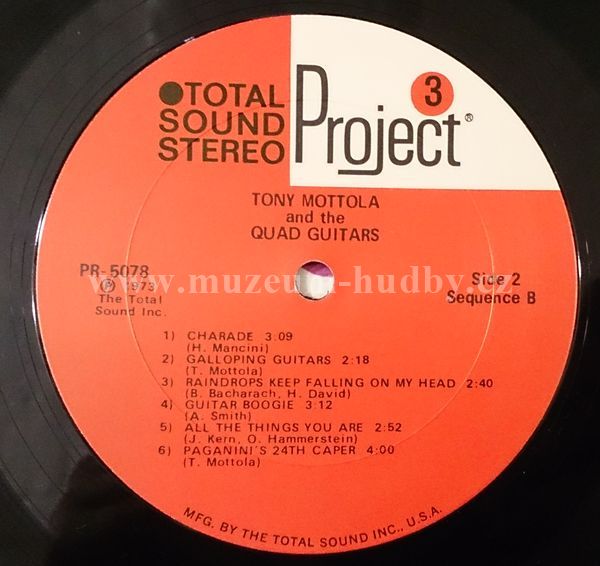 TOTAL
SOUND
STEREO
Project®
3
TONY MOTTOLA
and the
QUAD GUITARS
PR-5078
Ⓟ 1973
The Total
Sound Inc.
Side 2
Sequence B
www.muzeum-hudby.cz
1) CHARADE 3:09
(H. Mancini)
2) GALLOPING GUITARS 2:18
(T. Mottola)
3) RAINDROPS KEEP FALLING ON MY HEAD 2:40
(B. Bacharach, H. David)
4) GUITAR BOOGIE 3:12
(A. Smith)
5) ALL THE THINGS YOU ARE 2:52
(J. Kern, O. Hammerstein)
6) PAGANINI'S 24TH CAPER 4:00
(T. Mottola)
MFG. BY THE TOTAL SOUND INC., U.S.A.